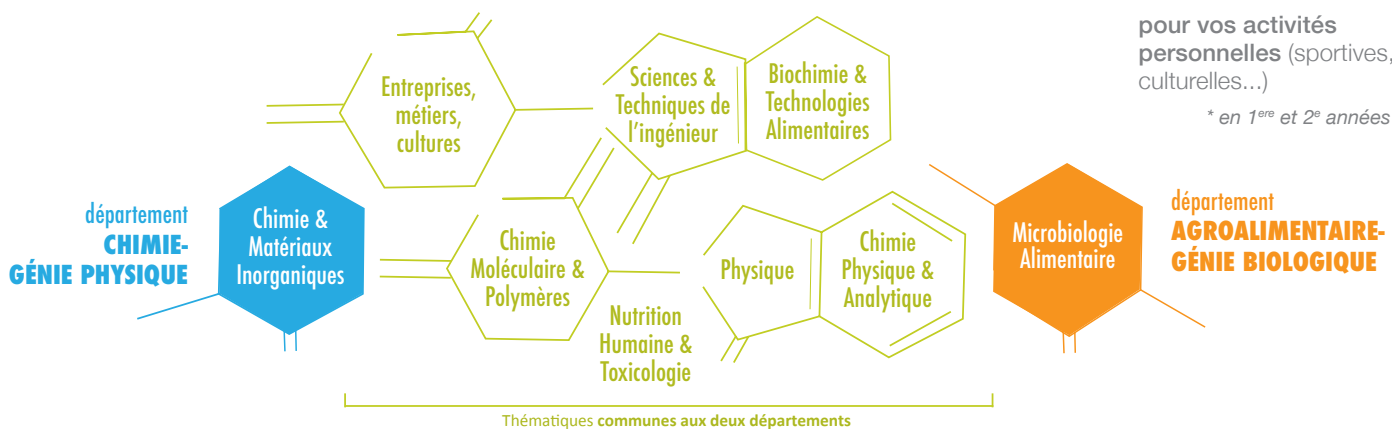 pour vos activités
personnelles (sportives,
culturelles...)
* en 1ere et 2e années
Entreprises,
métiers,
cultures
Sciences &
Techniques de
l'ingénieur
Biochimie &
Technologies
Alimentaires
département
CHIMIE-
GÉNIE PHYSIQUE
Chimie &
Matériaux
Inorganiques
Chimie
Moléculaire &
Polymères
Nutrition
Humaine &
Toxicologie
Physique
Chimie
Physique &
Analytique
Microbiologie
Alimentaire
département
AGROALIMENTAIRE-
GÉNIE BIOLOGIQUE
Thématiques communes aux deux départements